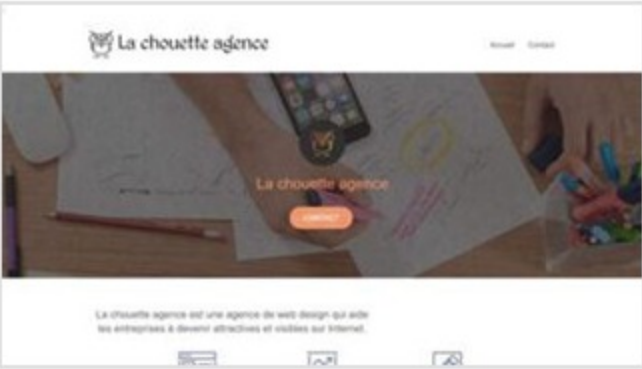 La chouette agence
Accueil Contact
La chouette agence
CONTACT
La chouette agence est une agence de web design qui aide
les entreprises à devenir attractives et visibles sur Internet.